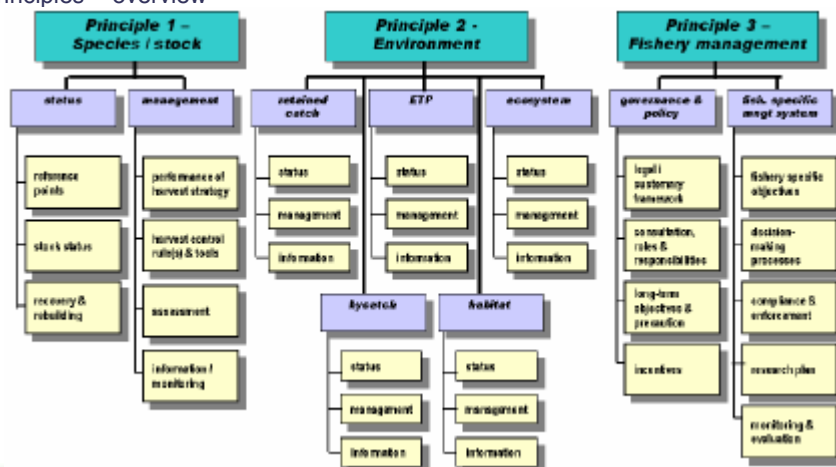 nciples – overview
Principle 1 –
Species / stock
Principle 2 -
Environment
Principle 3 –
Fishery management
status
management
retained
catch
ETP
ecosystem
governance &
policy
fish. specific
mngt system
reference
points
stock status
recovery &
rebuilding
performance of
harvest strategy
harvest control
rule(s) & tools
assessment
information /
monitoring
status
management
information
status
management
information
status
management
information
bycatch
habitat
status
management
information
status
management
information
legal /
customary
framework
consultation,
roles &
responsibilities
long-term
objectives &
precaution
incentives
fishery specific
objectives
decision-
making
processes
compliance &
enforcement
research plan
monitoring &
evaluation